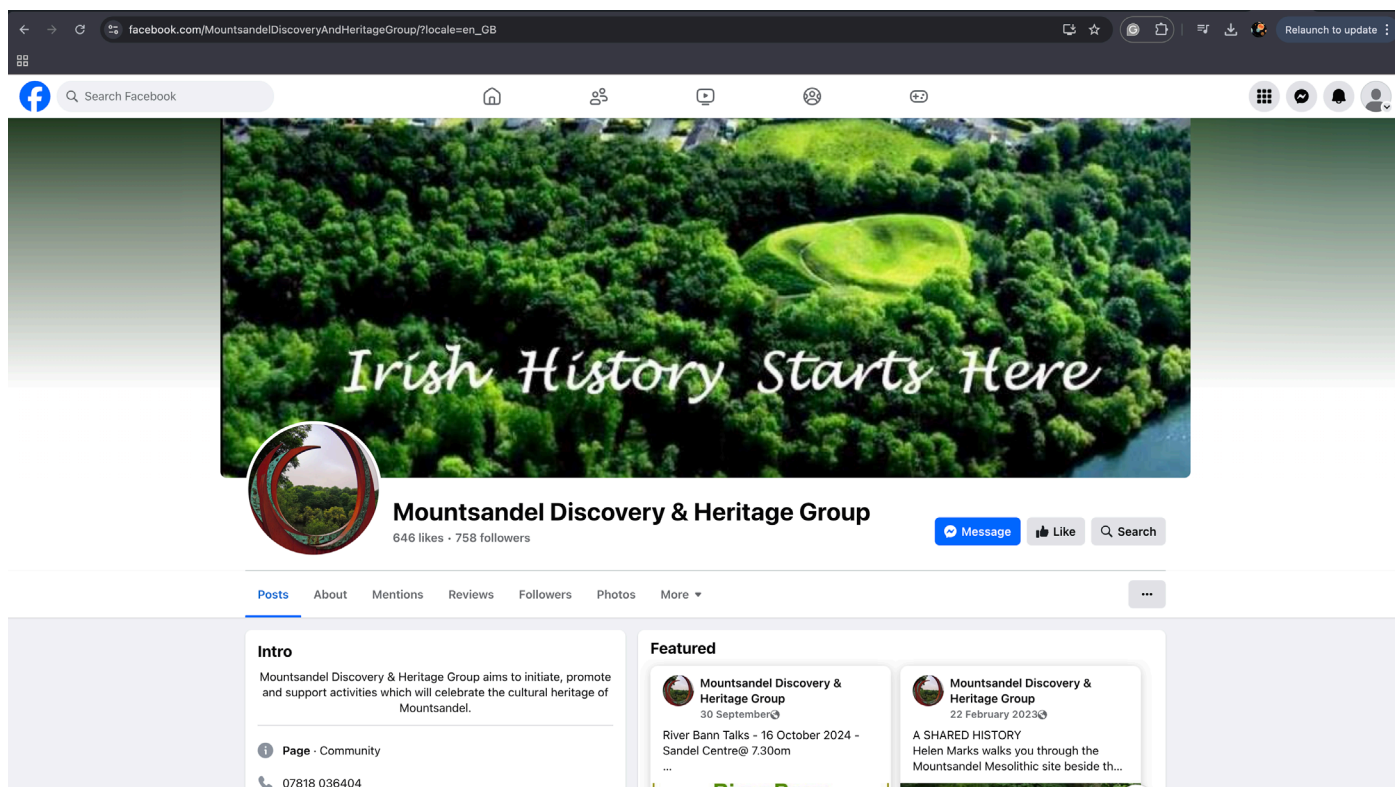 facebook.com/MountsandelDiscoveryAndHeritageGroup/?locale=en_GB
Relaunch to update
Search Facebook
Irish History Starts Here
Mountsandel Discovery & Heritage Group
646 likes • 758 followers
Message
Like
Search
Posts
About
Mentions
Reviews
Followers
Photos
More
Intro
Mountsandel Discovery & Heritage Group aims to initiate, promote
and support activities which will celebrate the cultural heritage of
Mountsandel.
Page · Community
07818 036404
Featured
Mountsandel Discovery &
Heritage Group
30 September
River Bann Talks - 16 October 2024 -
Sandel Centre@ 7.30om
...
Mountsandel Discovery &
Heritage Group
22 February 2023
A SHARED HISTORY
Helen Marks walks you through the
Mountsandel Mesolithic site beside th...